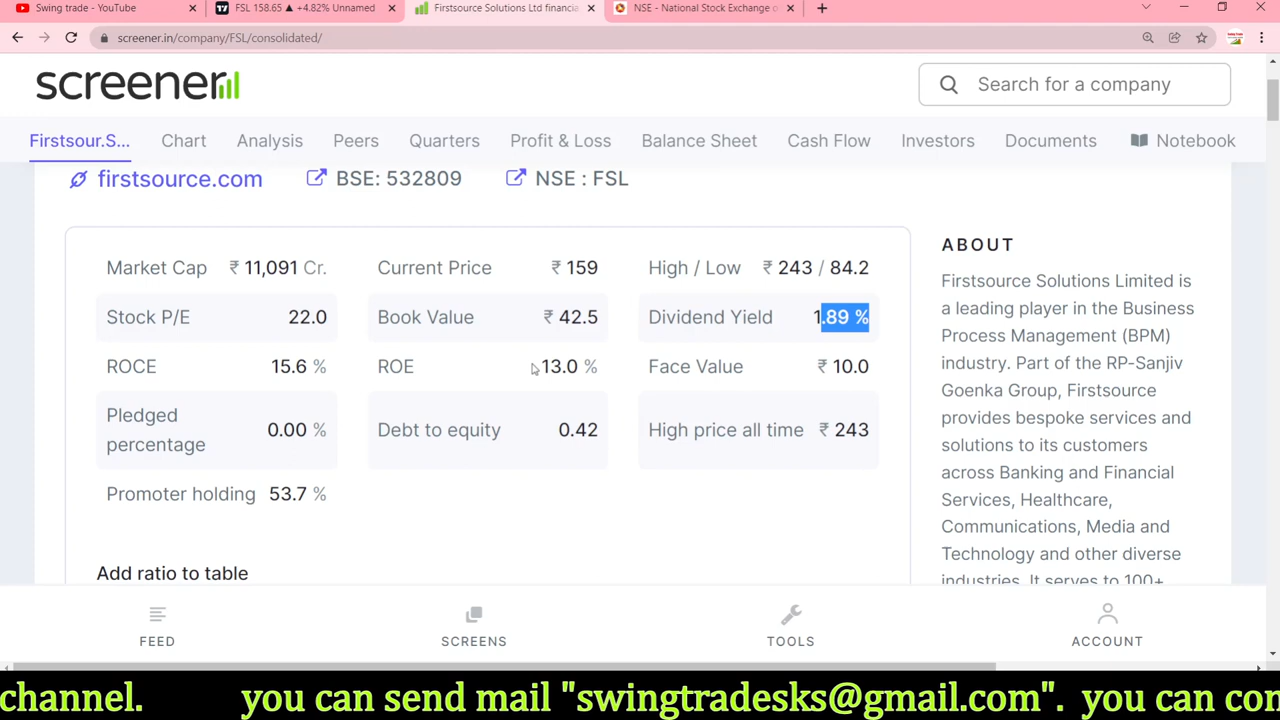 Swing trade - YouTube
FSL 158.65 ▲ +4.82% Unnamed
Firstsource Solutions Ltd financia
NSE - National Stock Exchange o
screener.in/company/FSL/consolidated/
screener
Search for a company
Firstsour.S...
Chart
Analysis
Peers
Quarters
Profit & Loss
Balance Sheet
Cash Flow
Investors
Documents
Notebook
firstsource.com
BSE: 532809
NSE : FSL
Market Cap ₹ 11,091 Cr.
Current Price ₹ 159
High / Low ₹ 243 / 84.2
Stock P/E 22.0
Book Value ₹ 42.5
Dividend Yield 1.89 %
ROCE 15.6 %
ROE 13.0 %
Face Value ₹ 10.0
Pledged
percentage 0.00 %
Debt to equity 0.42
High price all time ₹ 243
Promoter holding 53.7 %
Add ratio to table
ABOUT
Firstsource Solutions Limited is
a leading player in the Business
Process Management (BPM)
industry. Part of the RP-Sanjiv
Goenka Group, Firstsource
provides bespoke services and
solutions to its customers
across Banking and Financial
Services, Healthcare,
Communications, Media and
Technology and other diverse
industries. It serves to 100+
FEED
SCREENS
TOOLS
ACCOUNT
channel. you can send mail "swingtradesks@gmail.com". you can con